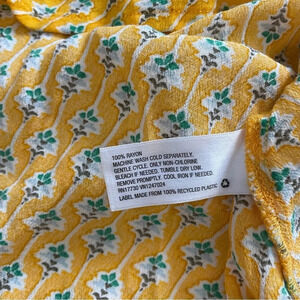 100% RAYON
MACHINE WASH COLD SEPARATELY.
GENTLE CYCLE. ONLY NON-CHLORINE
BLEACH IF NEEDED. TUMBLE DRY LOW.
REMOVE PROMPTLY. COOL IRON IF NEEDED.
RN17730 VN1247024
LABEL MADE FROM 100% RECYCLED PLASTIC